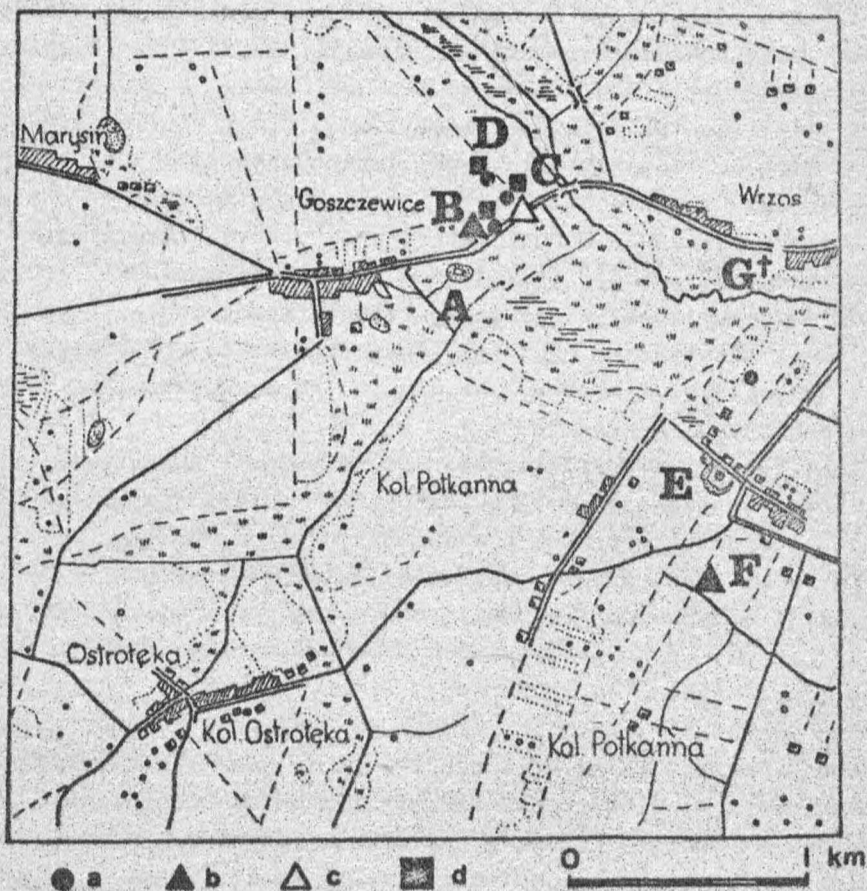 Marysin
D
C
Goszczewice
B
Wrzos
G†
A
Kol. Potkanna
E
F
Ostrołęka
Kol. Ostrołęka
Kol. Potkanna
0 1 km
a b c d